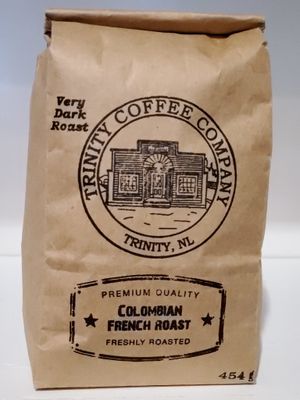 Very
Dark
Roast
TRINITY COFFEE COMPANY
TRINITY, NL
PREMIUM QUALITY
COLOMBIAN
FRENCH ROAST
FRESHLY ROASTED
454